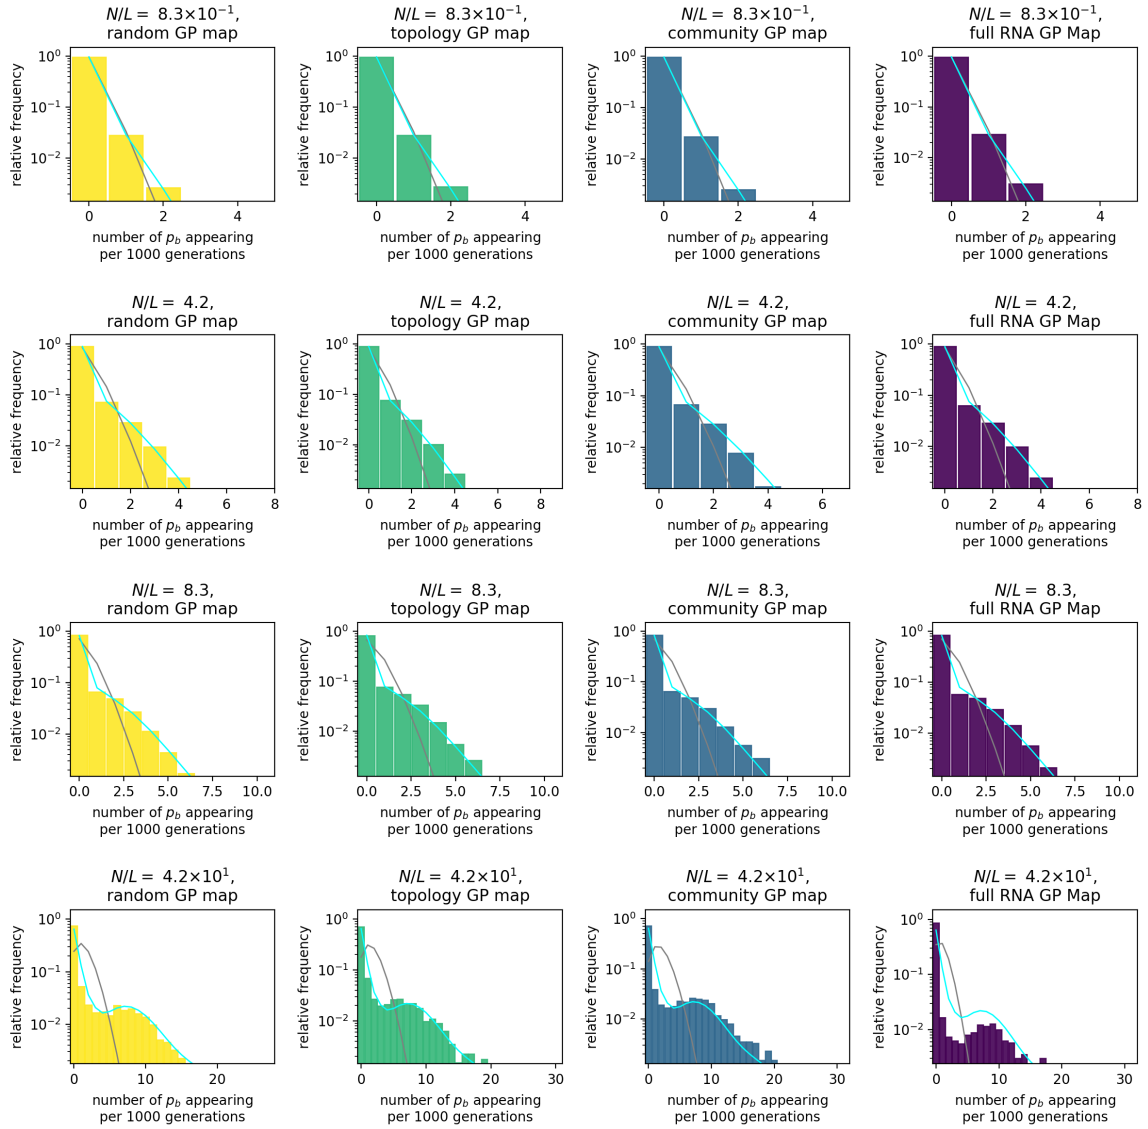 N/L = 8.3×10⁻¹,
random GP map
relative frequency
10⁰
10⁻¹
10⁻²
0 2 4
number of p_b appearing
per 1000 generations
N/L = 8.3×10⁻¹,
topology GP map
relative frequency
10⁰
10⁻¹
10⁻²
0 2 4
number of p_b appearing
per 1000 generations
N/L = 8.3×10⁻¹,
community GP map
relative frequency
10⁰
10⁻¹
10⁻²
0 2 4
number of p_b appearing
per 1000 generations
N/L = 8.3×10⁻¹,
full RNA GP Map
relative frequency
10⁰
10⁻¹
10⁻²
0 2 4
number of p_b appearing
per 1000 generations
N/L = 4.2,
random GP map
relative frequency
10⁰
10⁻¹
10⁻²
0 2 4 6 8
number of p_b appearing
per 1000 generations
N/L = 4.2,
topology GP map
relative frequency
10⁰
10⁻¹
10⁻²
0 2 4 6 8
number of p_b appearing
per 1000 generations
N/L = 4.2,
community GP map
relative frequency
10⁰
10⁻¹
10⁻²
0 2 4 6
number of p_b appearing
per 1000 generations
N/L = 4.2,
full RNA GP Map
relative frequency
10⁰
10⁻¹
10⁻²
0 2 4 6 8
number of p_b appearing
per 1000 generations
N/L = 8.3,
random GP map
relative frequency
10⁰
10⁻¹
10⁻²
0.0 2.5 5.0 7.5 10.0
number of p_b appearing
per 1000 generations
N/L = 8.3,
topology GP map
relative frequency
10⁰
10⁻¹
10⁻²
0.0 2.5 5.0 7.5 10.0
number of p_b appearing
per 1000 generations
N/L = 8.3,
community GP map
relative frequency
10⁰
10⁻¹
10⁻²
0.0 2.5 5.0 7.5 10.0
number of p_b appearing
per 1000 generations
N/L = 8.3,
full RNA GP Map
relative frequency
10⁰
10⁻¹
10⁻²
0.0 2.5 5.0 7.5 10.0
number of p_b appearing
per 1000 generations
N/L = 4.2×10¹,
random GP map
relative frequency
10⁰
10⁻¹
10⁻²
0 10 20
number of p_b appearing
per 1000 generations
N/L = 4.2×10¹,
topology GP map
relative frequency
10⁰
10⁻¹
10⁻²
0 10 20 30
number of p_b appearing
per 1000 generations
N/L = 4.2×10¹,
community GP map
relative frequency
10⁰
10⁻¹
10⁻²
0 10 20 30
number of p_b appearing
per 1000 generations
N/L = 4.2×10¹,
full RNA GP Map
relative frequency
10⁰
10⁻¹
10⁻²
0 10 20 30
number of p_b appearing
per 1000 generations